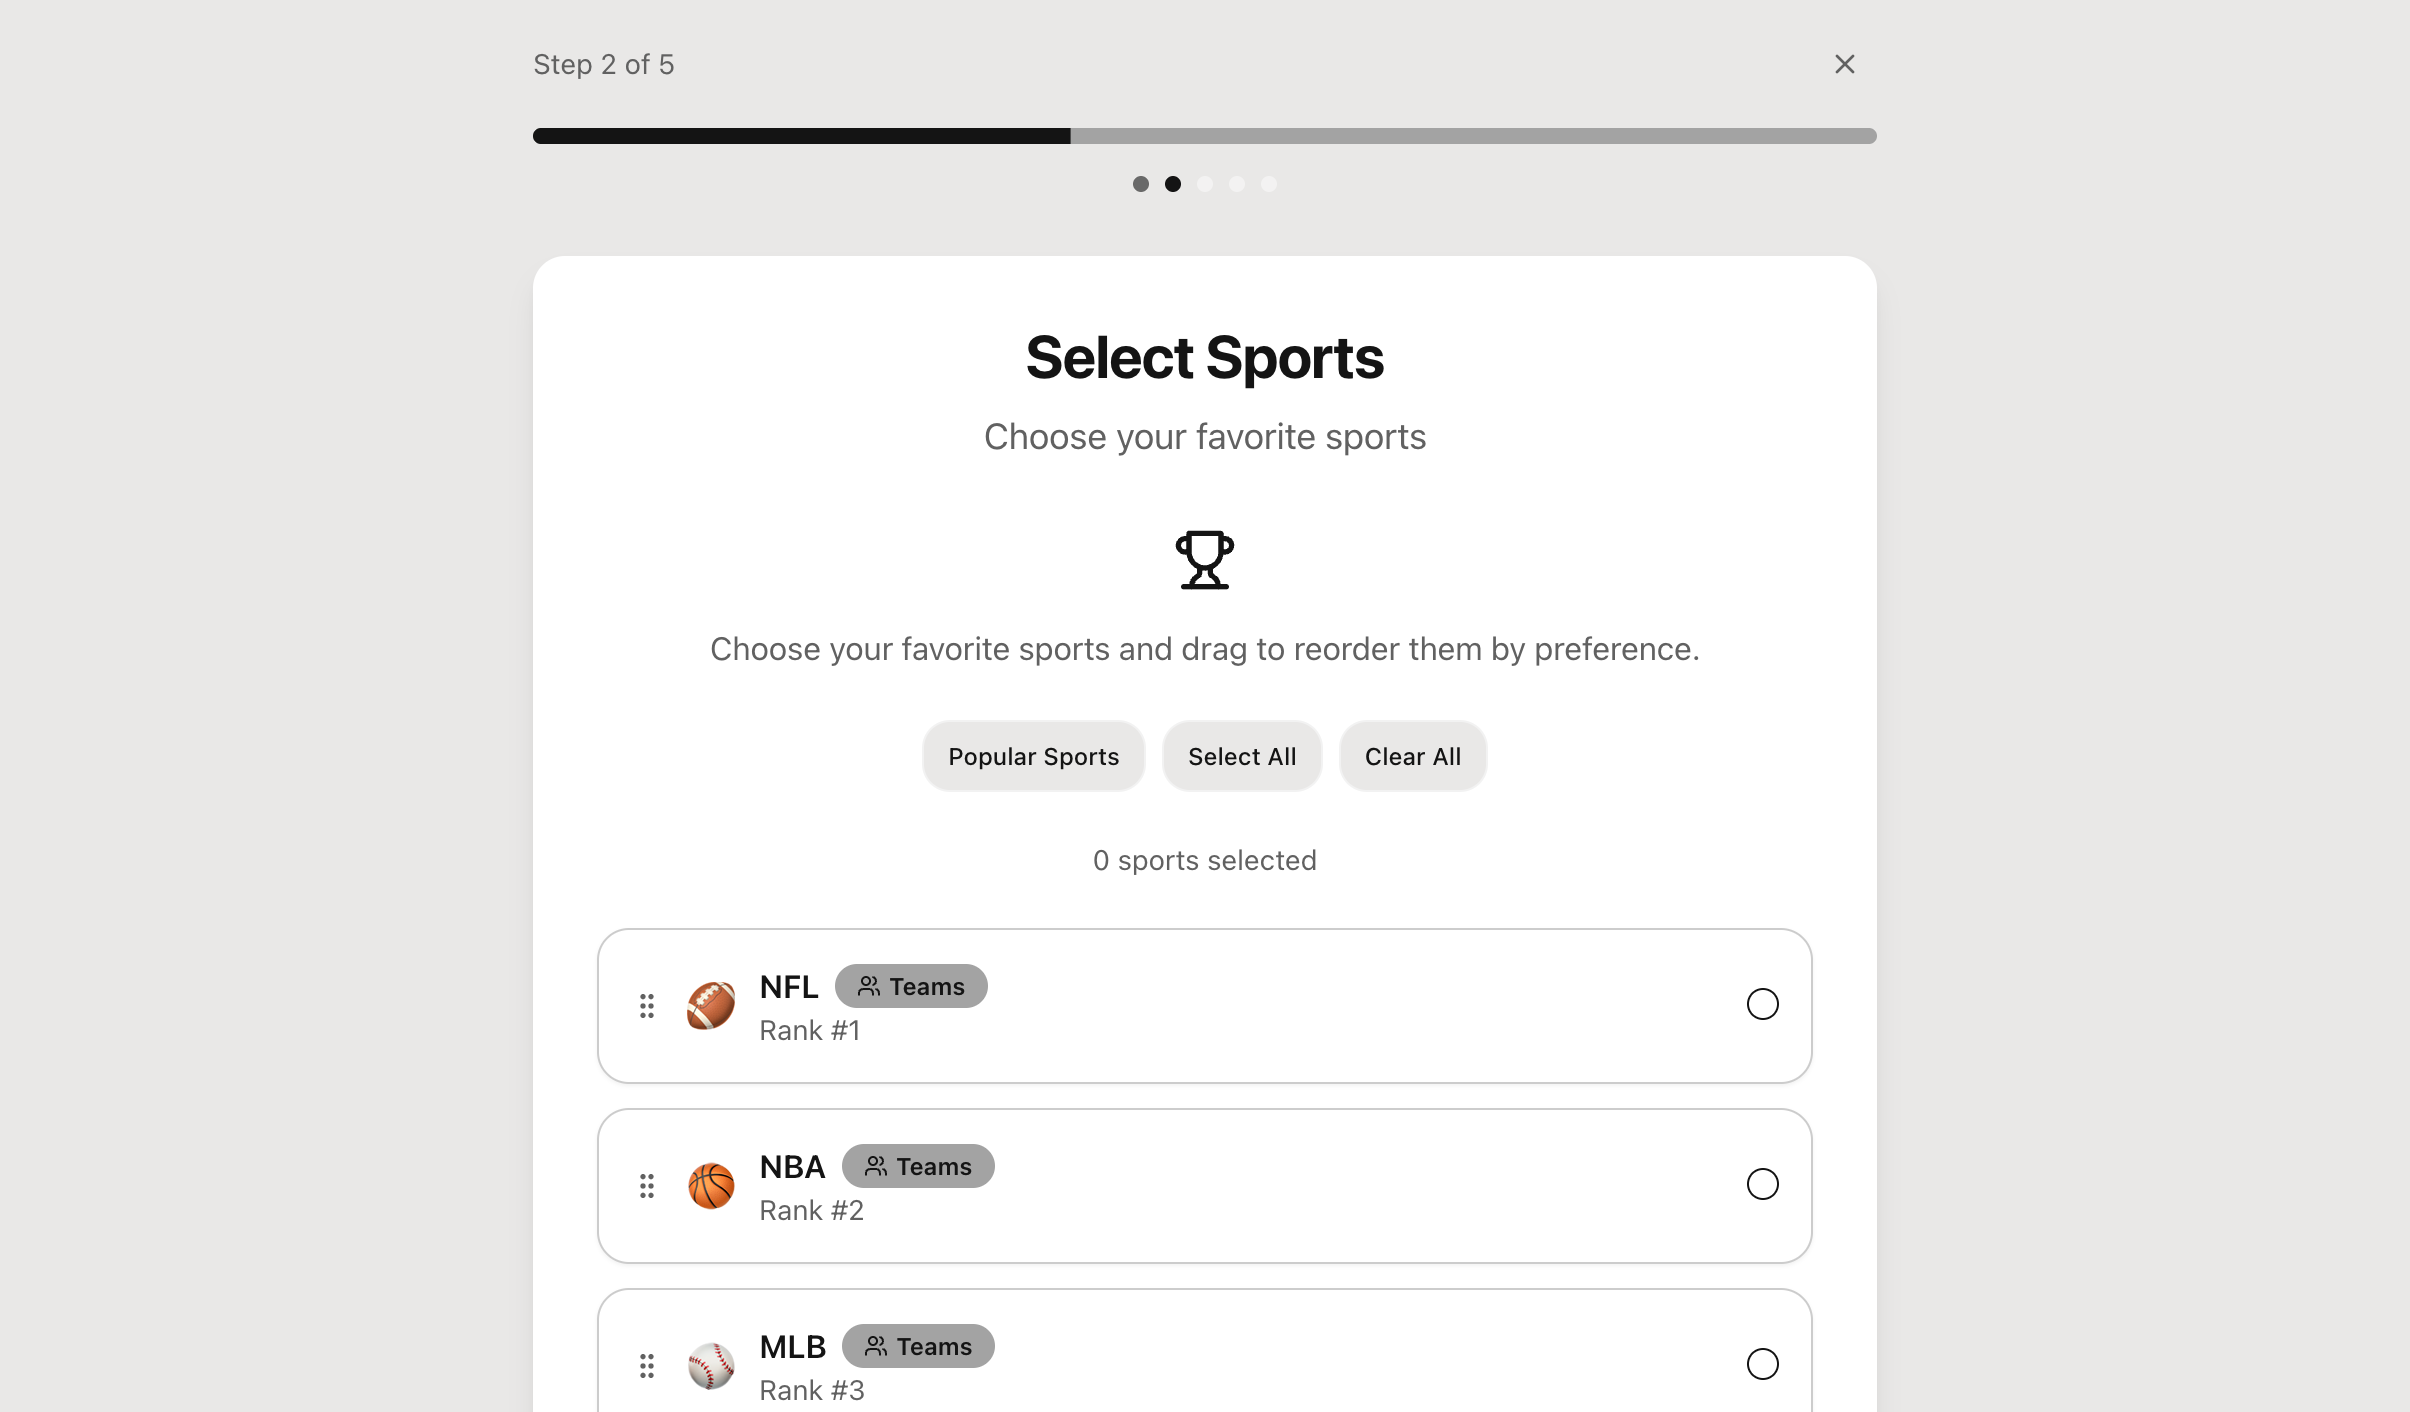 Step 2 of 5
Select Sports
Choose your favorite sports
Choose your favorite sports and drag to reorder them by preference.
Popular Sports Select All Clear All
0 sports selected
NFL Teams
Rank #1
NBA Teams
Rank #2
MLB Teams
Rank #3